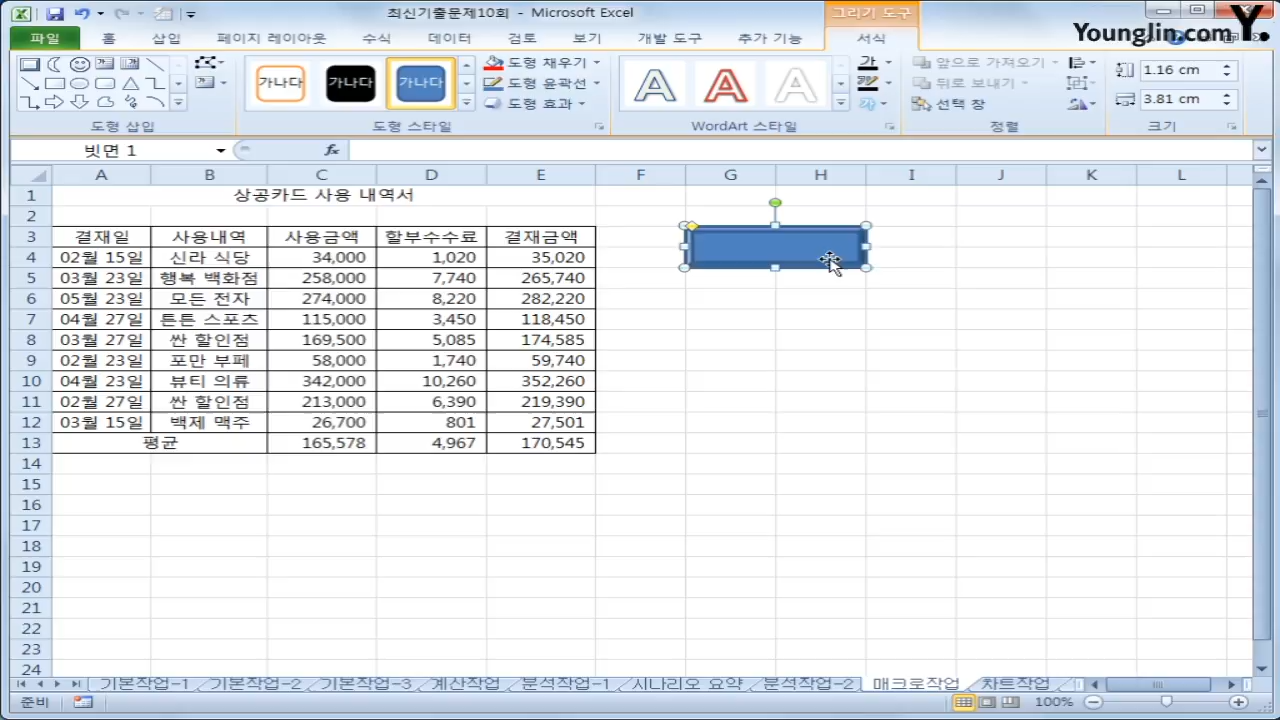 최신기출문제10회 - Microsoft Excel
그리기 도구
Younglin.com Y.
파일 홈 삽입 페이지 레이아웃 수식 데이터 검토 보기 개발 도구 추가 기능 서식
가나다 가나다 가나다
도형 채우기
도형 윤곽선
도형 효과
가
앞으로 가져오기
뒤로 보내기
선택 창
1.16 cm
3.81 cm
도형 삽입 도형 스타일 WordArt 스타일 정렬 크기
빗면 1 fx
A B C D E F G H I J K L
1 상공카드 사용 내역서
2
3 결재일 사용내역 사용금액 할부수수료 결재금액
4 02월 15일 신라 식당 34,000 1,020 35,020
5 03월 23일 행복 백화점 258,000 7,740 265,740
6 05월 23일 모든 전자 274,000 8,220 282,220
7 04월 27일 튼튼 스포츠 115,000 3,450 118,450
8 03월 27일 싼 할인점 169,500 5,085 174,585
9 02월 23일 포만 부페 58,000 1,740 59,740
10 04월 23일 뷰티 의류 342,000 10,260 352,260
11 02월 27일 싼 할인점 213,000 6,390 219,390
12 03월 15일 백제 맥주 26,700 801 27,501
13 평균 165,578 4,967 170,545
14
15
16
17
18
19
20
21
22
23
24
기본작업-1 기본작업-2 기본작업-3 계산작업 분석작업-1 시나리오 요약 분석작업-2 매크로작업 차트작업
준비 100%